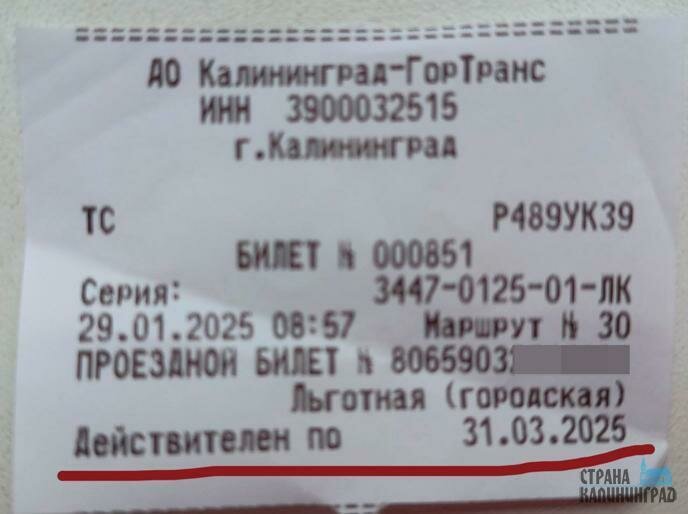 АО Калининград-ГорТранс
ИНН 3900032515
г.Калининград
ТС Р489УК39
БИЛЕТ № 000851
Серия: 3447-0125-01-ЛК
29.01.2025 08:57 Маршрут № 30
ПРОЕЗДНОЙ БИЛЕТ № 8065903
Льготная (городская)
Действителен по 31.03.2025
СТРАНА
КАЛИНИНГРАД